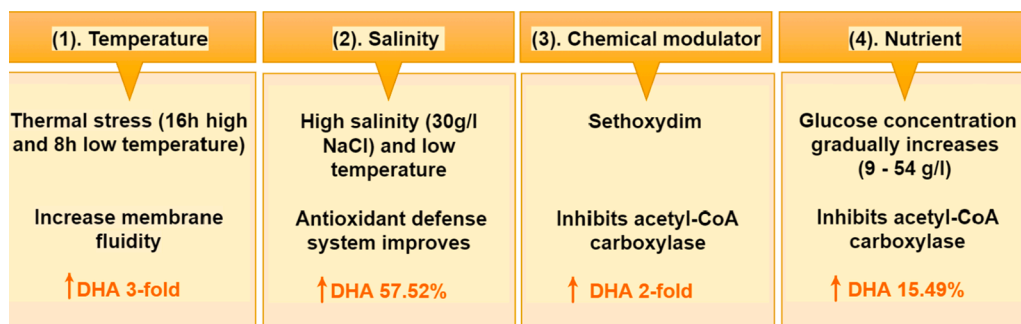 (1). Temperature
Thermal stress (16h high
and 8h low temperature)
Increase membrane
fluidity
↑DHA 3-fold
(2). Salinity
High salinity (30g/l
NaCl) and low
temperature
Antioxidant defense
system improves
↑DHA 57.52%
(3). Chemical modulator
Sethoxydim
Inhibits acetyl-CoA
carboxylase
↑ DHA 2-fold
(4). Nutrient
Glucose concentration
gradually increases
(9 - 54 g/l)
Inhibits acetyl-CoA
carboxylase
↑ DHA 15.49%